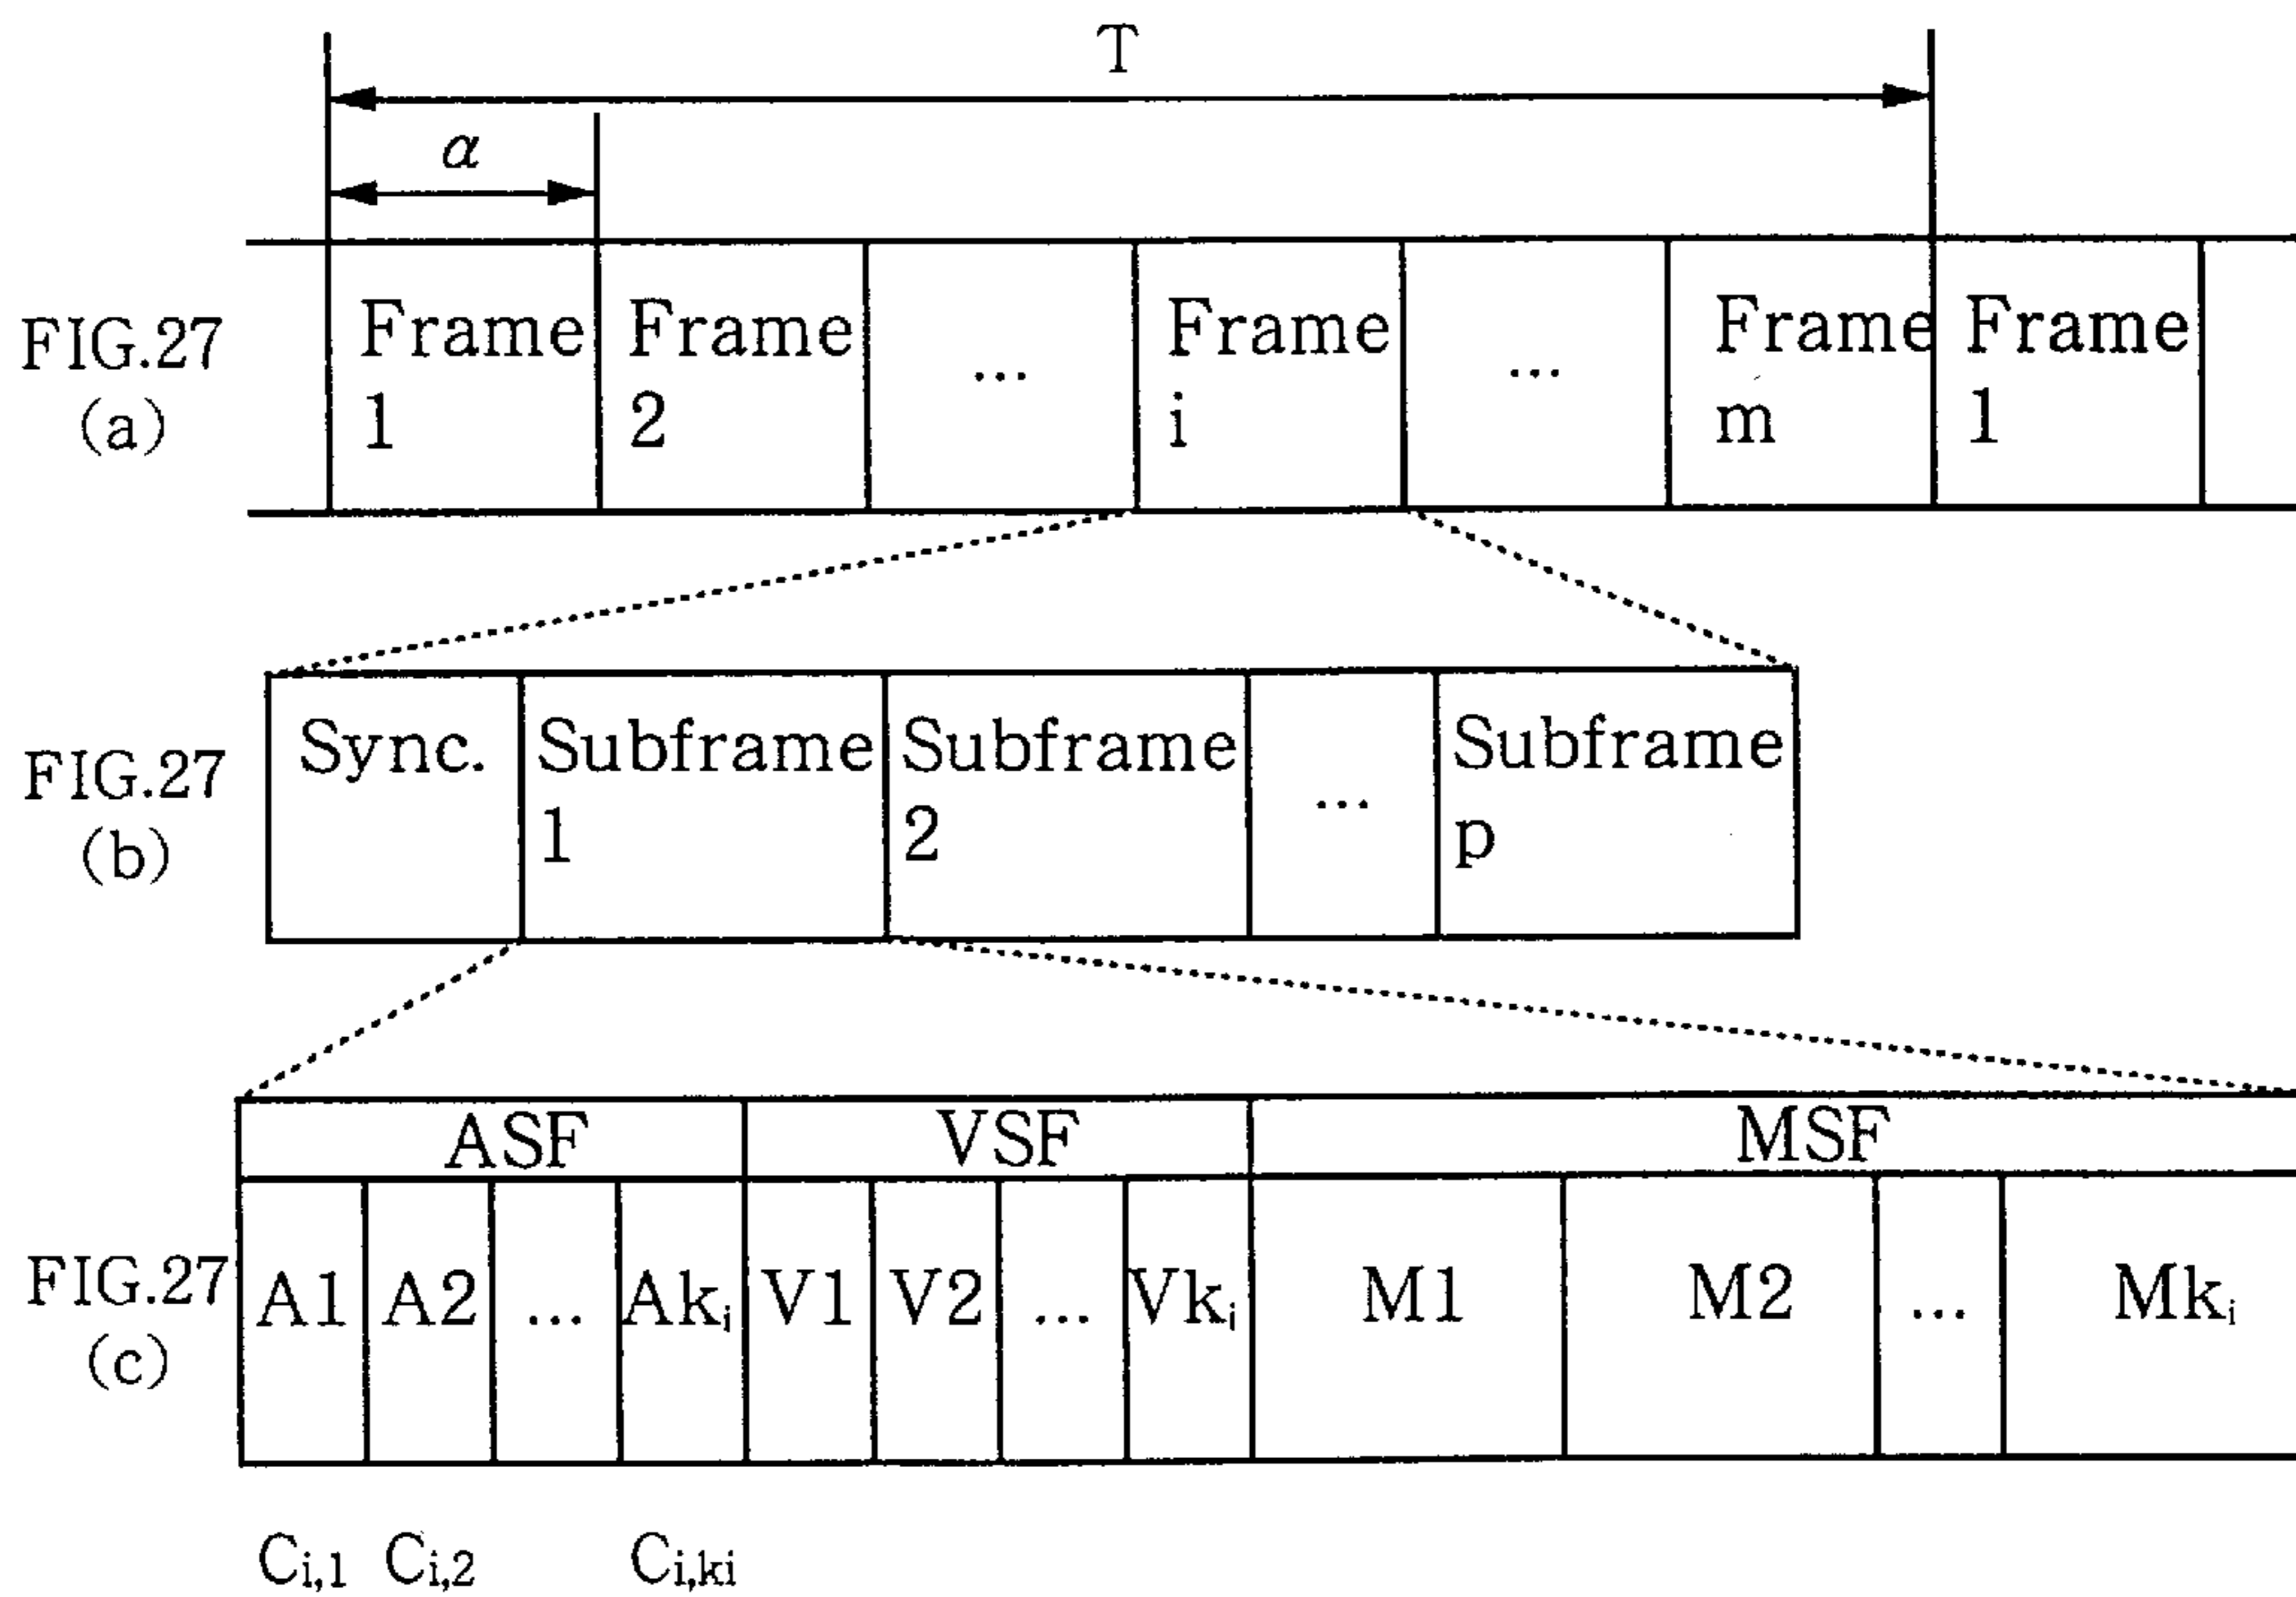 T
α
FIG.27
(a)
Frame 1
Frame 2
...
Frame i
...
Frame m
Frame 1
FIG.27
(b)
Sync.
Subframe 1
Subframe 2
...
Subframe p
FIG.27
(c)
ASF
VSF
MSF
A1
A2
...
Akᵢ
V1
V2
...
Vkᵢ
M1
M2
...
Mkᵢ
Ci,1
Ci,2
Ci,ki